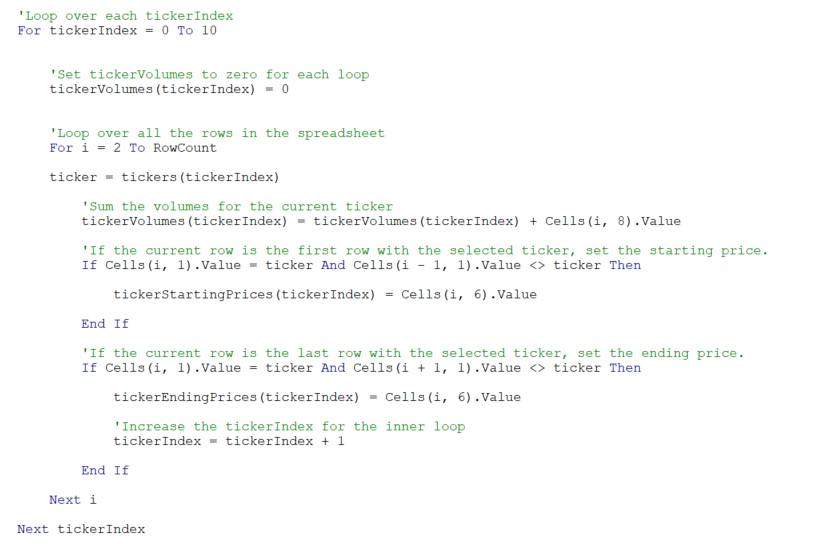 'Loop over each tickerIndex
For tickerIndex = 0 To 10
'Set tickerVolumes to zero for each loop
tickerVolumes(tickerIndex) = 0
'Loop over all the rows in the spreadsheet
For i = 2 To RowCount
ticker = tickers(tickerIndex)
'Sum the volumes for the current ticker
tickerVolumes(tickerIndex) = tickerVolumes(tickerIndex) + Cells(i, 8).Value
'If the current row is the first row with the selected ticker, set the starting price.
If Cells(i, 1).Value = ticker And Cells(i - 1, 1).Value <> ticker Then
tickerStartingPrices(tickerIndex) = Cells(i, 6).Value
End If
'If the current row is the last row with the selected ticker, set the ending price.
If Cells(i, 1).Value = ticker And Cells(i + 1, 1).Value <> ticker Then
tickerEndingPrices(tickerIndex) = Cells(i, 6).Value
'Increase the tickerIndex for the inner loop
tickerIndex = tickerIndex + 1
End If
Next i
Next tickerIndex